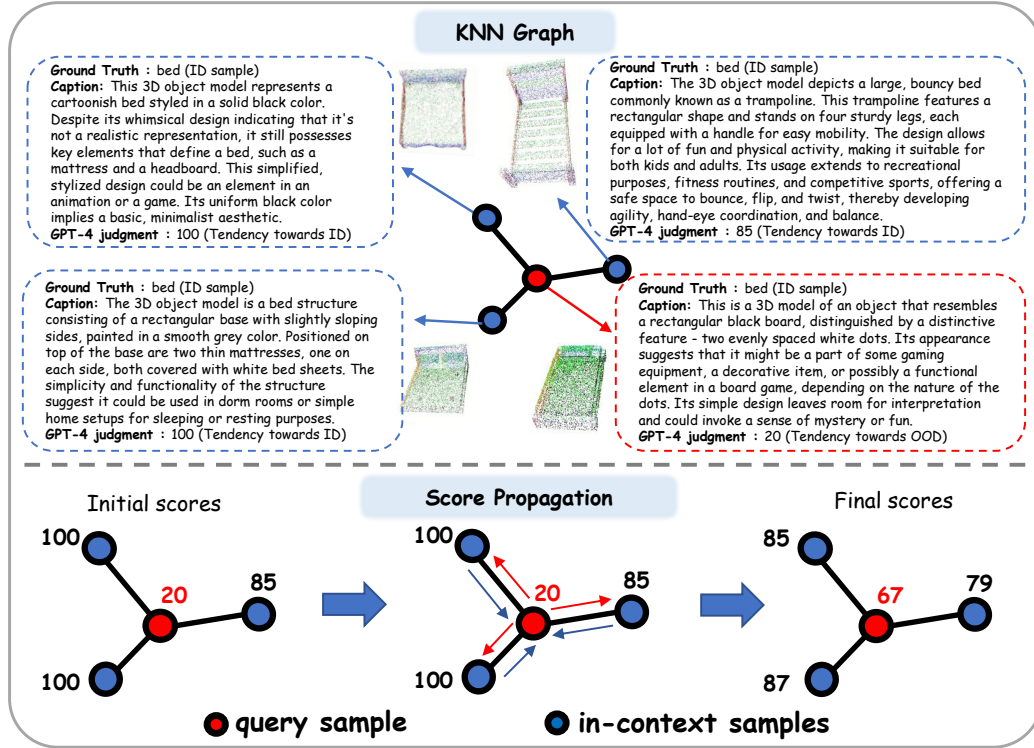 KNN Graph
Ground Truth : bed (ID sample)
Caption: This 3D object model represents a
cartoonish bed styled in a solid black color.
Despite its whimsical design indicating that it's
not a realistic representation, it still possesses
key elements that define a bed, such as a
mattress and a headboard. This simplified,
stylized design could be an element in an
animation or a game. Its uniform black color
implies a basic, minimalist aesthetic.
GPT-4 judgment : 100 (Tendency towards ID)
Ground Truth : bed (ID sample)
Caption: The 3D object model depicts a large, bouncy bed
commonly known as a trampoline. This trampoline features a
rectangular shape and stands on four sturdy legs, each
equipped with a handle for easy mobility. The design allows
for a lot of fun and physical activity, making it suitable for
both kids and adults. Its usage extends to recreational
purposes, fitness routines, and competitive sports, offering a
safe space to bounce, flip, and twist, thereby developing
agility, hand-eye coordination, and balance.
GPT-4 judgment : 85 (Tendency towards ID)
Ground Truth : bed (ID sample)
Caption: The 3D object model is a bed structure
consisting of a rectangular base with slightly sloping
sides, painted in a smooth grey color. Positioned on
top of the base are two thin mattresses, one on
each side, both covered with white bed sheets. The
simplicity and functionality of the structure
suggest it could be used in dorm rooms or simple
home setups for sleeping or resting purposes.
GPT-4 judgment : 100 (Tendency towards ID)
Ground Truth : bed (ID sample)
Caption: This is a 3D model of an object that resembles
a rectangular black board, distinguished by a distinctive
feature - two evenly spaced white dots. Its appearance
suggests that it might be a part of some gaming
equipment, a decorative item, or possibly a functional
element in a board game, depending on the nature of the
dots. Its simple design leaves room for interpretation
and could invoke a sense of mystery or fun.
GPT-4 judgment : 20 (Tendency towards OOD)
Initial scores
Score Propagation
Final scores
100
20
85
100
100
20
85
100
85
67
79
87
query sample
in-context samples